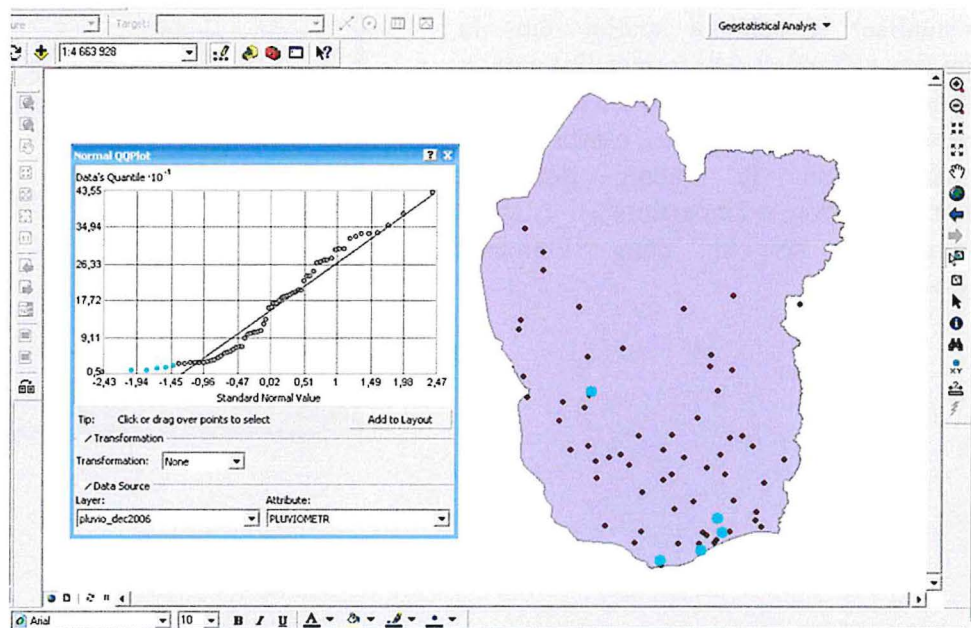 Target:
Geostatistical Analyst
1:4 663 928
Normal QQPlot
Data's Quantile ·10⁻¹
43,55
34,94
26,33
17,72
9,11
0,5
-2,43 -1,94 -1,45 -0,96 -0,47 0,02 0,51 1 1,49 1,98 2,47
Standard Normal Value
Tip: Click or drag over points to select
Add to Layout
Transformation
Transformation: None
Data Source
Layer: Attribute:
pluvio_dec2006 PLUVIOMETR
XY
Arial 10 B I U A